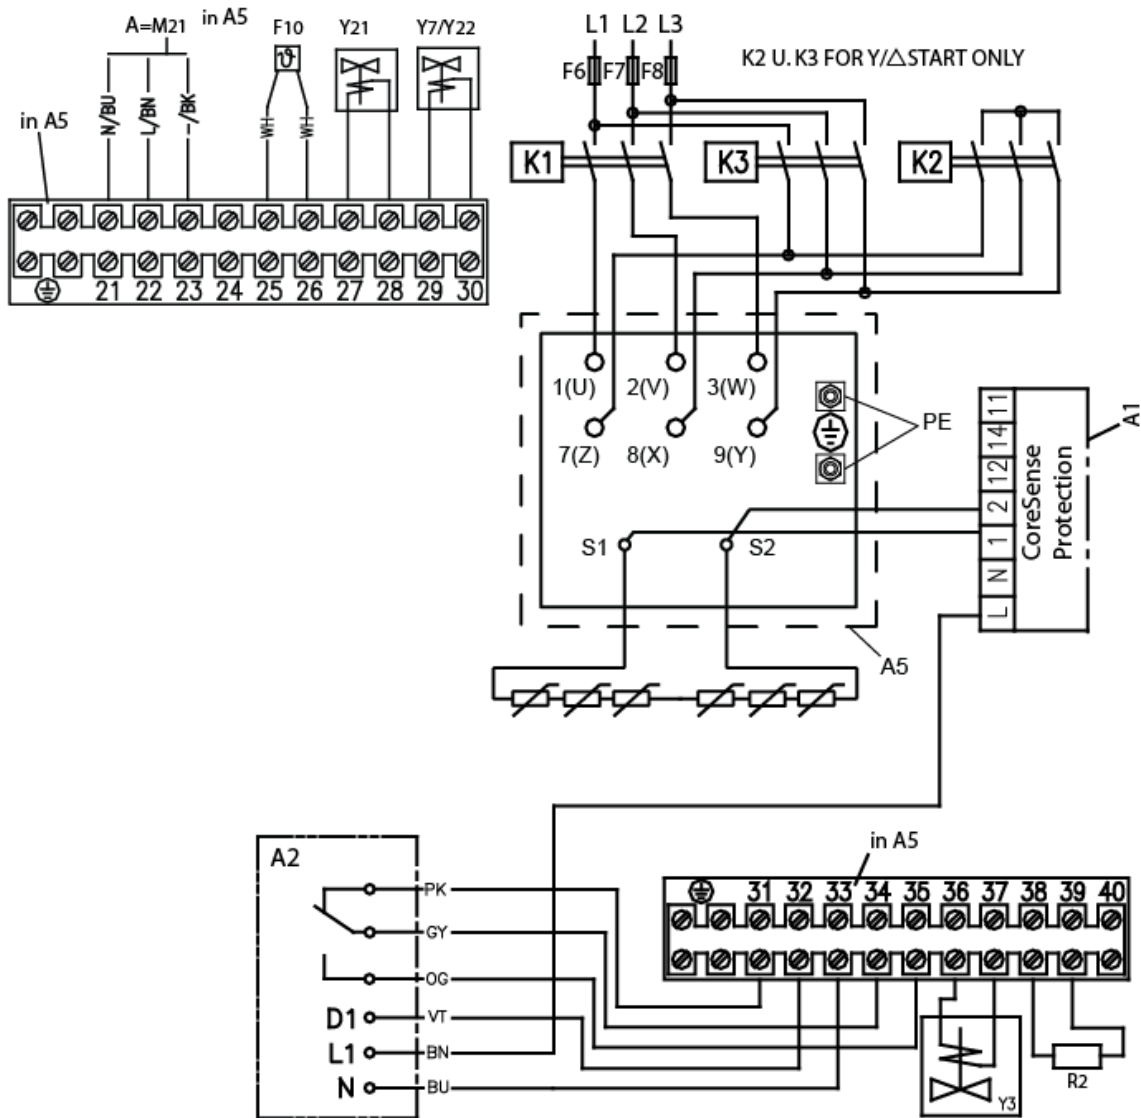 A=M21 in A5 F10 Y21 Y7/Y22
in A5
N/BU L/BN –/BK WH WH
21 22 23 24 25 26 27 28 29 30
L1 L2 L3
F6 F7 F8
K2 U. K3 FOR Y/△START ONLY
K1 K3 K2
1(U) 2(V) 3(W)
7(Z) 8(X) 9(Y)
PE
S1 S2
A5
L N 1 2 12 14 11
CoreSense
Protection
A1
A2
PK
GY
OG
D1 VT
L1 BN
N BU
in A5
31 32 33 34 35 36 37 38 39 40
Y3
R2